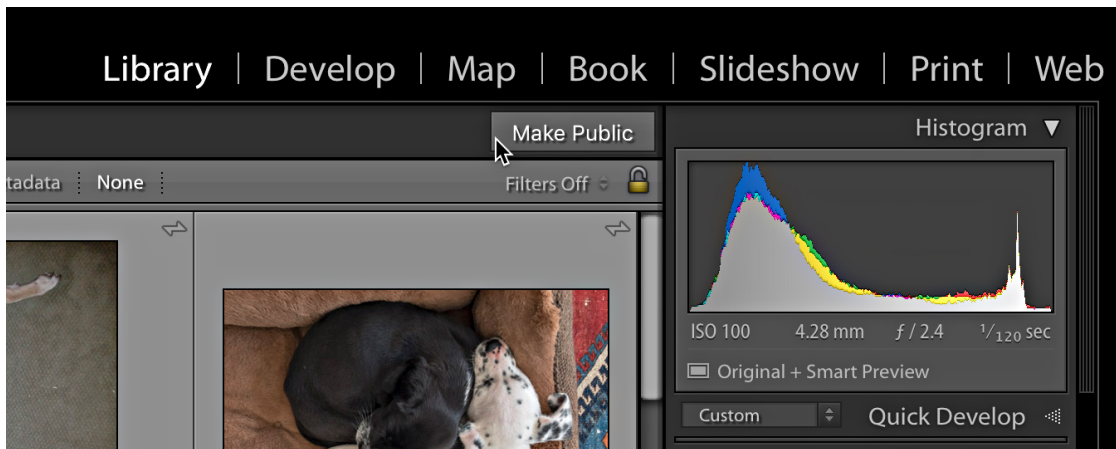 Library | Develop | Map | Book | Slideshow | Print | Web
Make Public
Histogram
tadata None Filters Off
ISO 100 4.28 mm ƒ / 2.4 1/120 sec
Original + Smart Preview
Custom Quick Develop